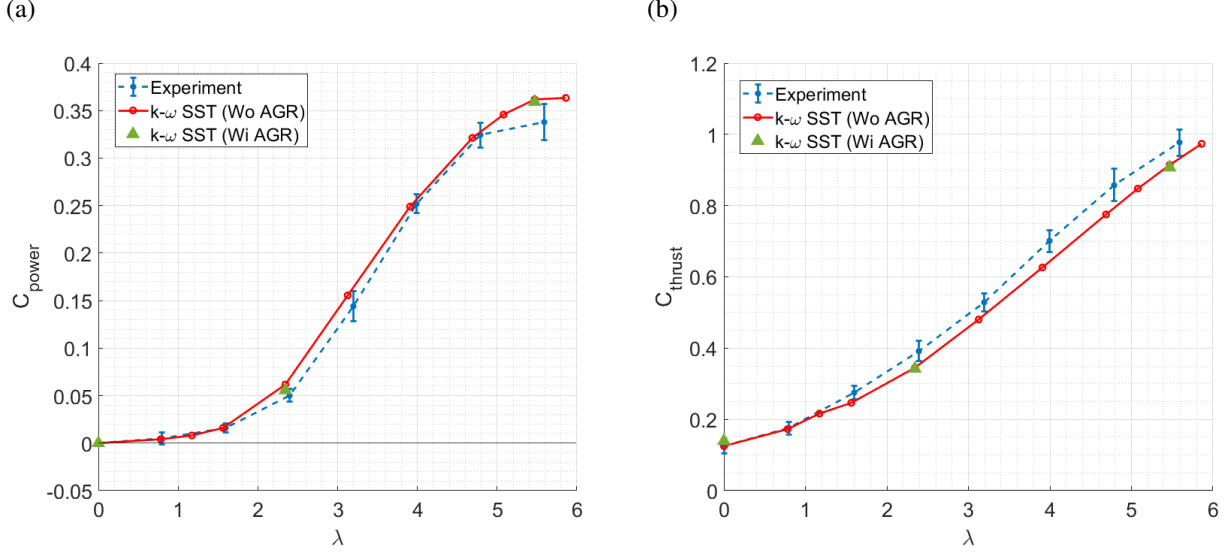 (a)
Experiment
k-ω SST (Wo AGR)
k-ω SST (Wi AGR)
C_power
0.4
0.35
0.3
0.25
0.2
0.15
0.1
0.05
0
-0.05
0 1 2 3 4 5 6
λ
(b)
Experiment
k-ω SST (Wo AGR)
k-ω SST (Wi AGR)
C_thrust
1.2
1
0.8
0.6
0.4
0.2
0
0 1 2 3 4 5 6
λ